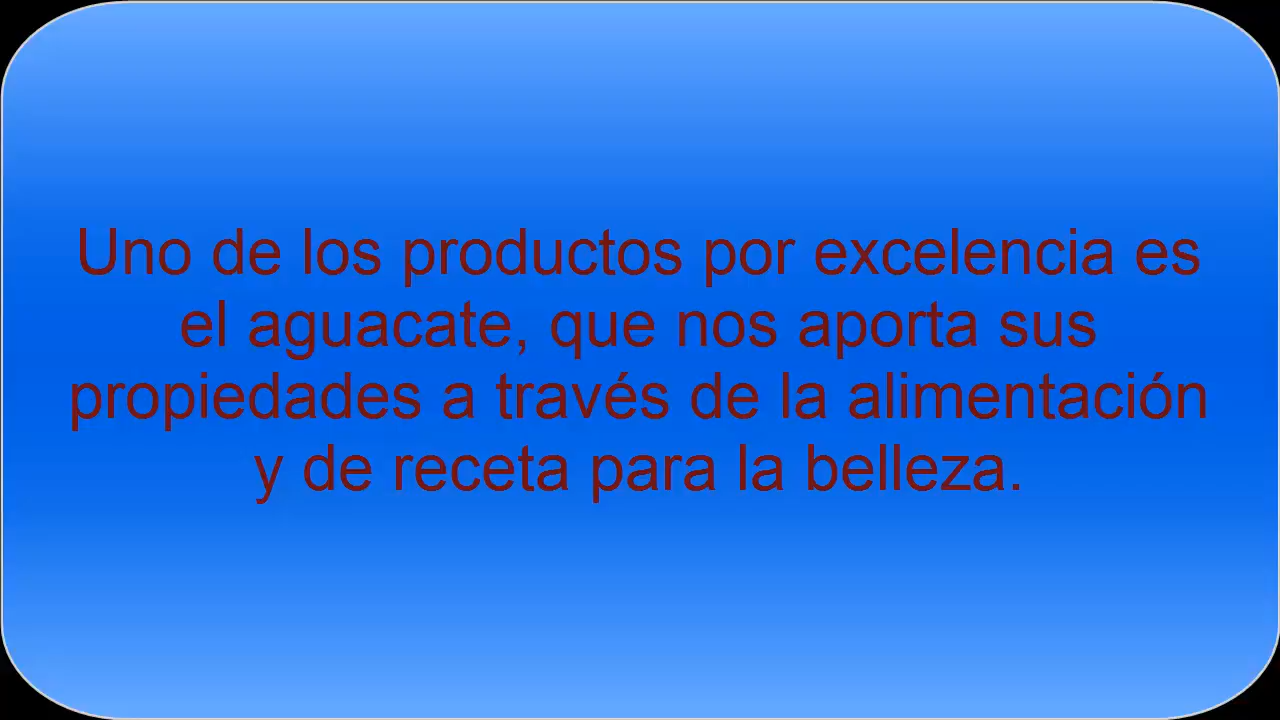 Uno de los productos por excelencia es
el aguacate, que nos aporta sus
propiedades a través de la alimentación
y de receta para la belleza.